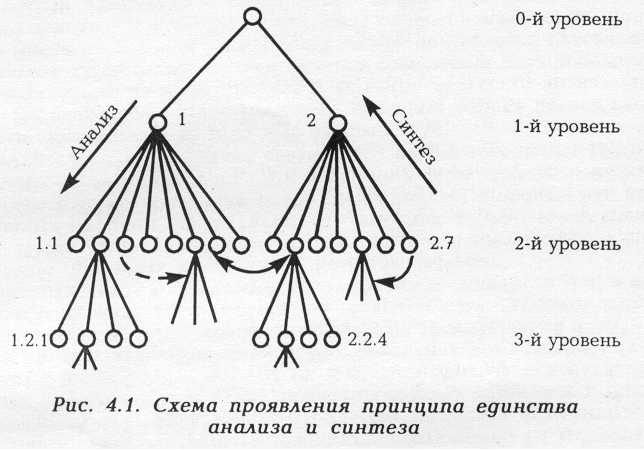 0-й уровень
Анализ
1
2
Синтез
1-й уровень
1.1
2.7
2-й уровень
1.2.1
2.2.4
3-й уровень
Рис. 4.1. Схема проявления принципа единства
анализа и синтеза